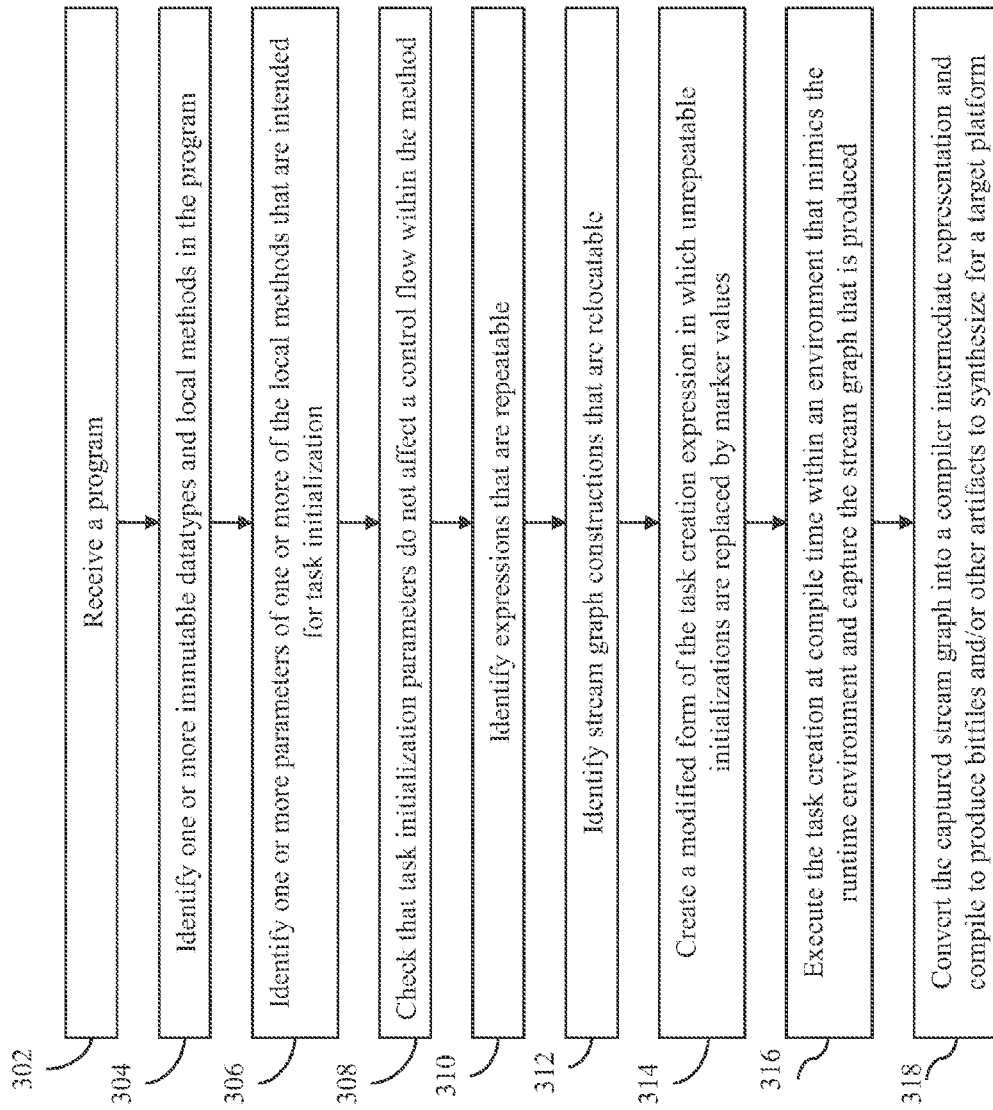 302
Receive a program
304
Identify one or more immutable datatypes and local methods in the program
306
Identify one or more parameters of one or more of the local methods that are intended
for task initialization
308
Check that task initialization parameters do not affect a control flow within the method
310
Identify expressions that are repeatable
312
Identify stream graph constructions that are relocatable
314
Create a modified form of the task creation expression in which unrepeatable
initializations are replaced by marker values
316
Execute the task creation at compile time within an environment that mimics the
runtime environment and capture the stream graph that is produced
318
Convert the captured stream graph into a compiler intermediate representation and
compile to produce bitfiles and/or other artifacts to synthesize for a target platform